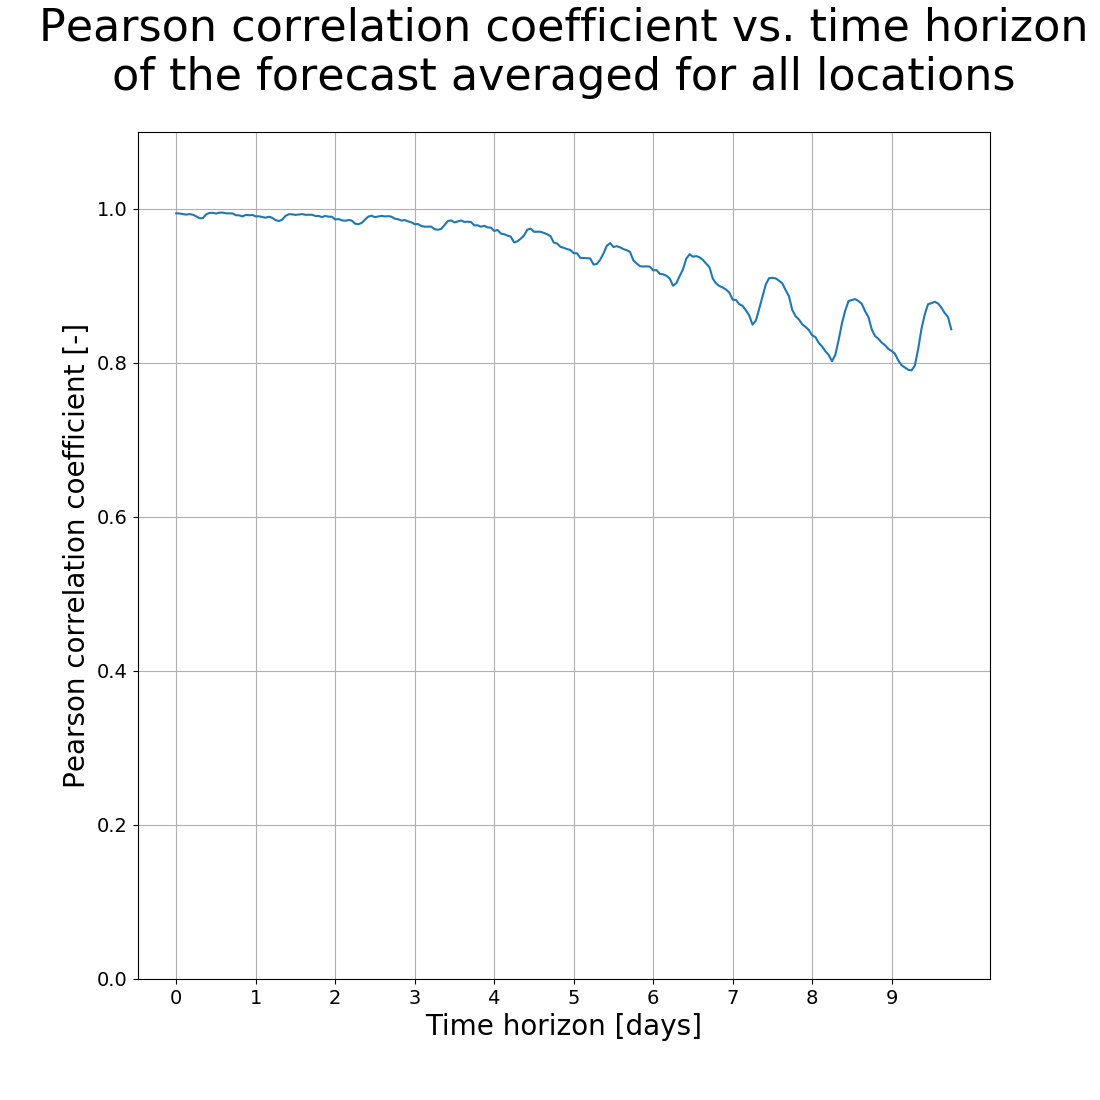 Pearson correlation coefficient vs. time horizon
of the forecast averaged for all locations
Pearson correlation coefficient [-]
1.0
0.8
0.6
0.4
0.2
0.0
0 1 2 3 4 5 6 7 8 9
Time horizon [days]